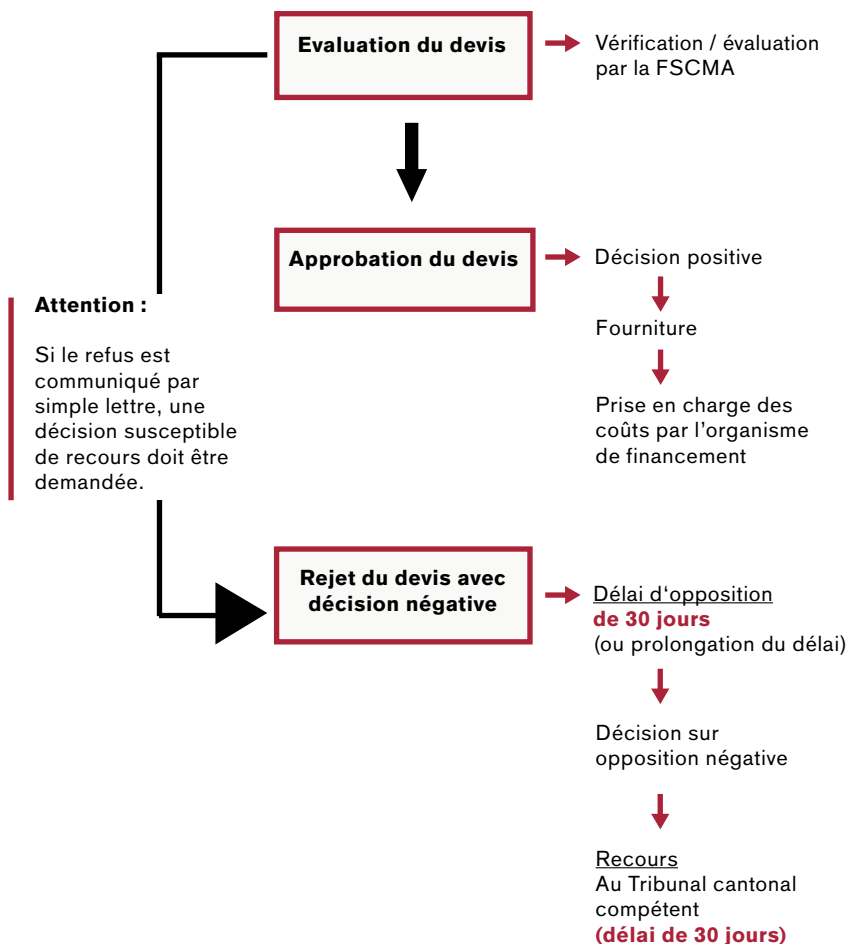 Evaluation du devis
Vérification / évaluation
par la FSCMA
Approbation du devis
Décision positive
Fourniture
Prise en charge des
coûts par l'organisme
de financement
Attention :
Si le refus est
communiqué par
simple lettre, une
décision susceptible
de recours doit être
demandée.
Rejet du devis avec
décision négative
Délai d‘opposition
de 30 jours
(ou prolongation du délai)
Décision sur
opposition négative
Recours
Au Tribunal cantonal
compétent
(délai de 30 jours)